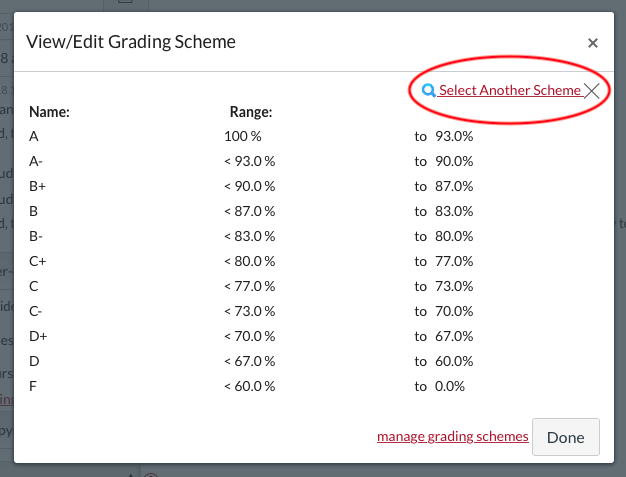 View/Edit Grading Scheme ×
Select Another Scheme
Name: Range:
A 100 % to 93.0%
A- < 93.0 % to 90.0%
B+ < 90.0 % to 87.0%
B < 87.0 % to 83.0%
B- < 83.0 % to 80.0%
C+ < 80.0 % to 77.0%
C < 77.0 % to 73.0%
C- < 73.0 % to 70.0%
D+ < 70.0 % to 67.0%
D < 67.0 % to 60.0%
F < 60.0 % to 0.0%
manage grading schemes Done